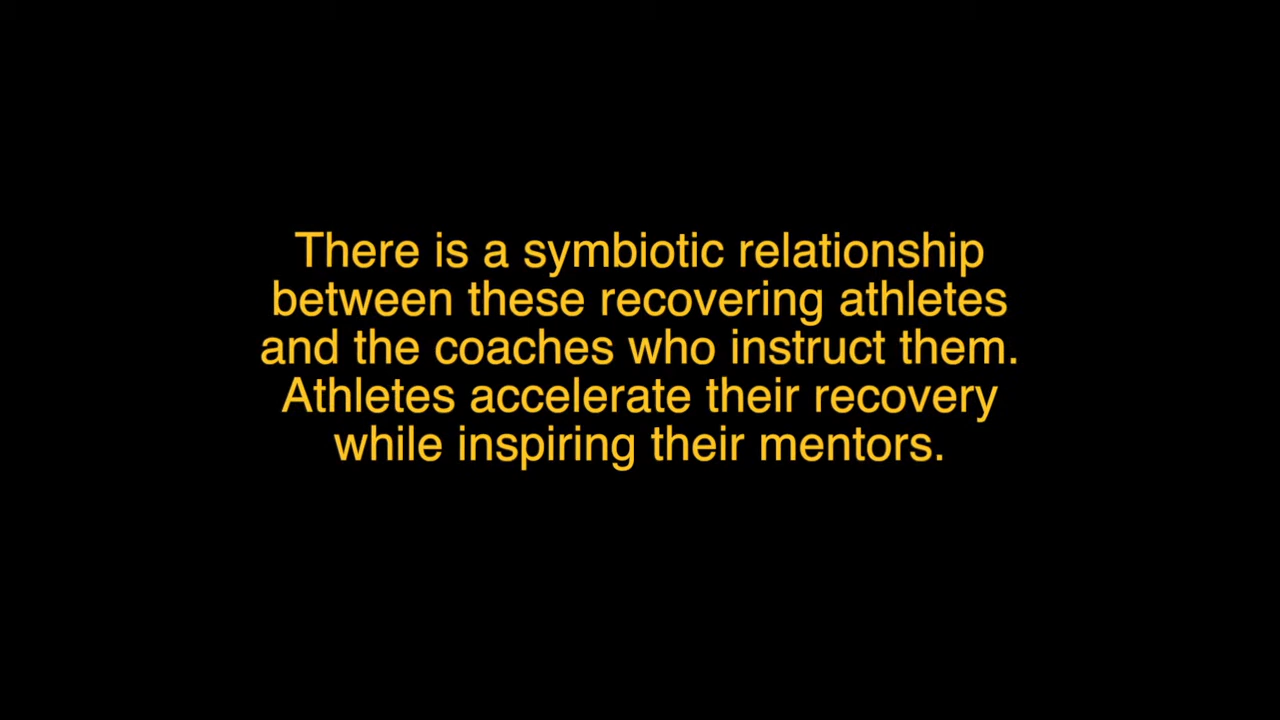 There is a symbiotic relationship
between these recovering athletes
and the coaches who instruct them.
Athletes accelerate their recovery
while inspiring their mentors.